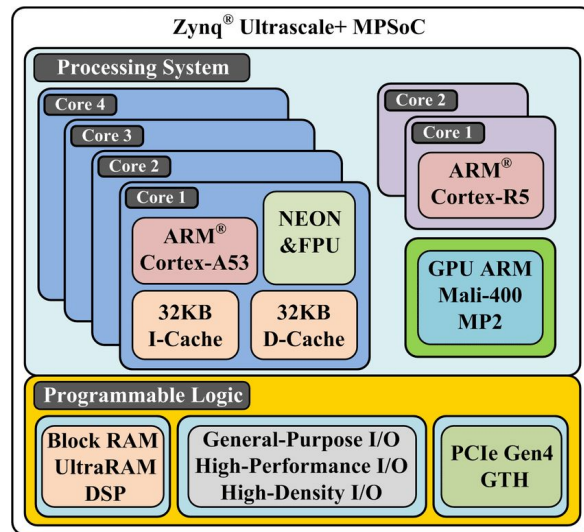 Zynq® Ultrascale+ MPSoC
Processing System
Core 4
Core 3
Core 2
Core 1
ARM®
Cortex-A53
NEON
&FPU
32KB
I-Cache
32KB
D-Cache
Core 2
Core 1
ARM®
Cortex-R5
GPU ARM
Mali-400
MP2
Programmable Logic
Block RAM
UltraRAM
DSP
General-Purpose I/O
High-Performance I/O
High-Density I/O
PCIe Gen4
GTH